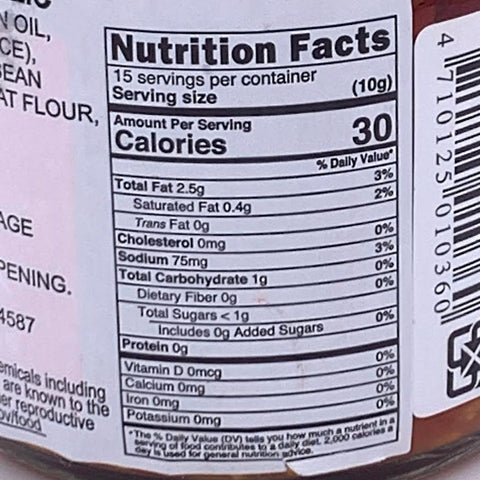 N OIL,
CE),
BEAN
AT FLOUR,
AGE
PENING.
4587
emicals including
are known to the
er reproductive
ov/food
Nutrition Facts
15 servings per container
Serving size (10g)
Amount Per Serving
Calories 30
% Daily Value*
Total Fat 2.5g 3%
Saturated Fat 0.4g 2%
Trans Fat 0g
Cholesterol 0mg 0%
Sodium 75mg 3%
Total Carbohydrate 1g 0%
Dietary Fiber 0g 0%
Total Sugars < 1g
Includes 0g Added Sugars 0%
Protein 0g
Vitamin D 0mcg 0%
Calcium 0mg 0%
Iron 0mg 0%
Potassium 0mg 0%
*The % Daily Value (DV) tells you how much a nutrient in a
serving of food contributes to a daily diet. 2,000 calories a
day is used for general nutrition advice.
4 710125 010360